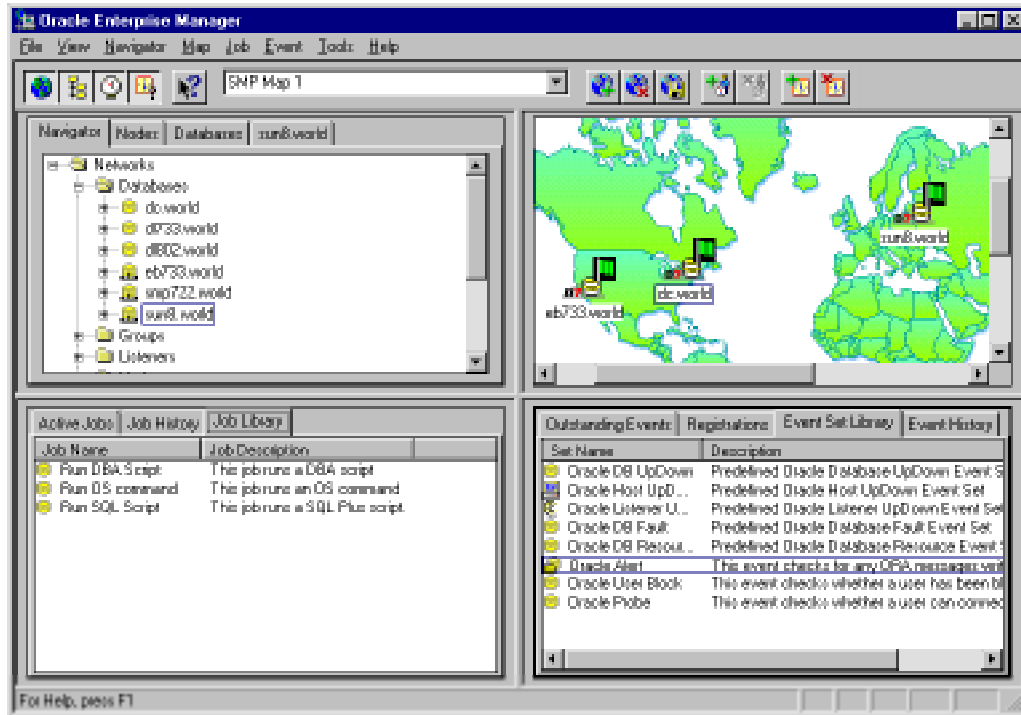 Oracle Enterprise Manager
File View Navigator Map Job Event Tools Help
SMP Map 1
Navigator Nodes Databases sun8.world
Networks
Databases
dc.world
dl733.world
dl802.world
eb733.world
smp722.world
sun8.world
Groups
Listeners
sun8.world
dc.world
eb733.world
Active Jobs Job History Job Library
Job Name Job Description
Run DBA Script This job runs a DBA script
Run OS command This job runs an OS command
Run SQL Script This job runs a SQL Plus script.
Outstanding Events Registrations Event Set Library Event History
Set Name Description
Oracle DB UpDown Predefined Oracle Database UpDown Event S
Oracle Host UpD... Predefined Oracle Host UpDown Event Set
Oracle Listener U... Predefined Oracle Listener UpDown Event Set
Oracle DB Fault Predefined Oracle Database Fault Event Set.
Oracle DB Resour... Predefined Oracle Database Resource Event
Oracle Alert This event checks for any ORA messages
Oracle User Block This event checks whether a user has been bl
Oracle Probe This event checks whether a user can connec
For Help, press F1